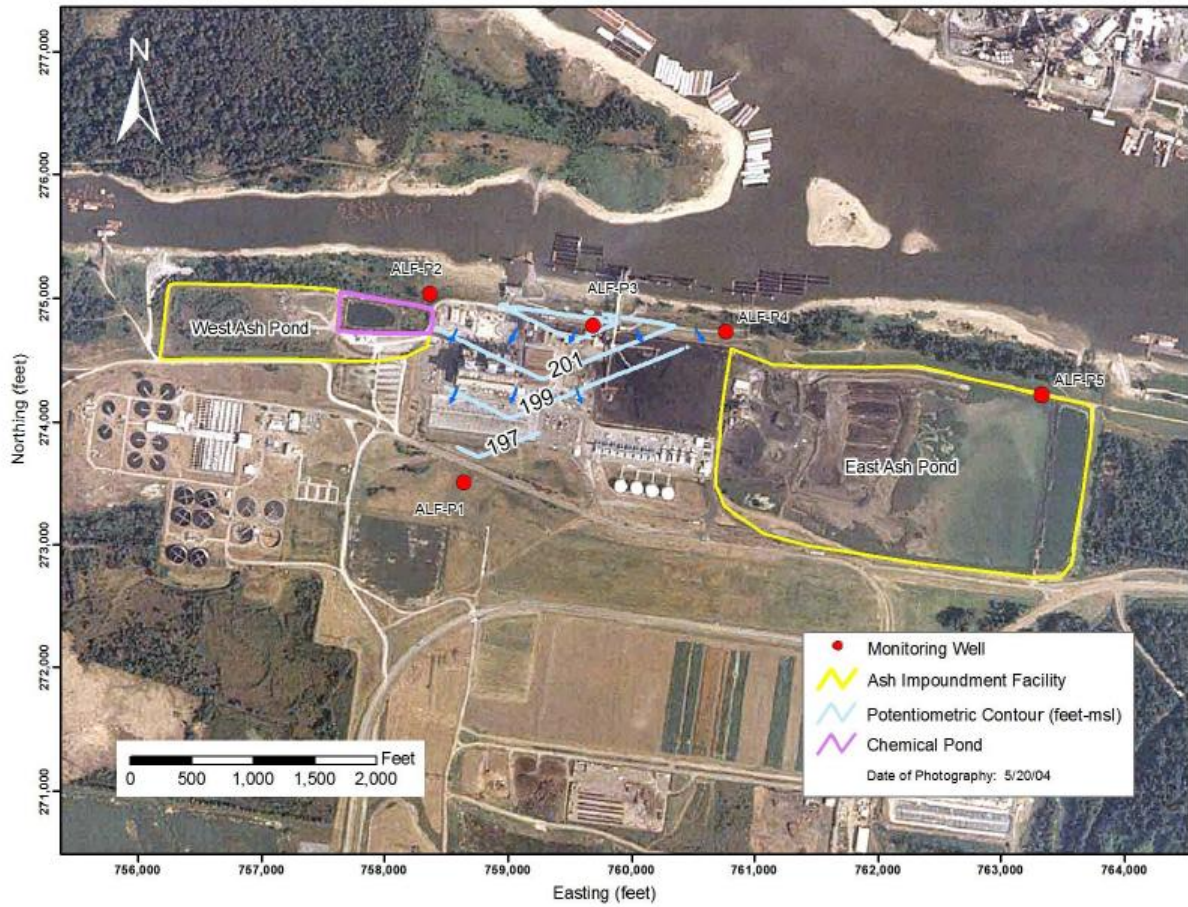 277,000
276,000
275,000
274,000
273,000
272,000
271,000
Northing (feet)
N
ALF-P2
ALF-P3
ALF-P4
ALF-P5
West Ash Pond
201
199
197
East Ash Pond
ALF-P1
Monitoring Well
Ash Impoundment Facility
Potentiometric Contour (feet-msl)
Chemical Pond
Date of Photography: 5/20/04
Feet
0 500 1,000 1,500 2,000
756,000 757,000 758,000 759,000 760,000 761,000 762,000 763,000 764,000
Easting (feet)